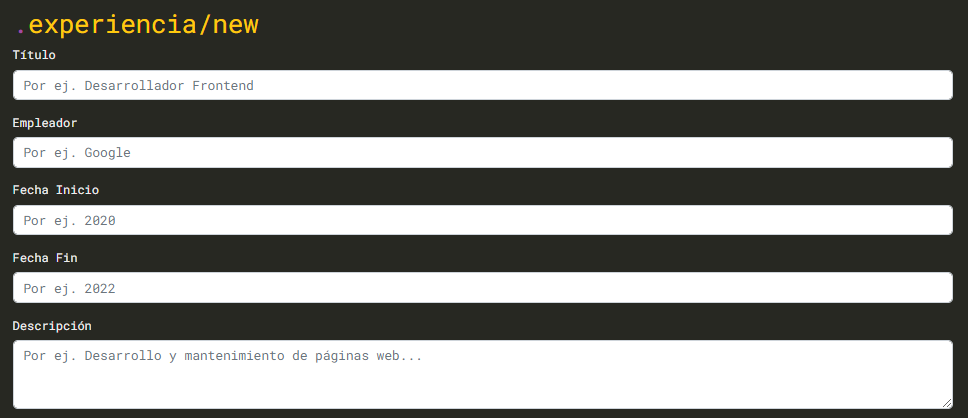 .experiencia/new
Título
Por ej. Desarrollador Frontend
Empleador
Por ej. Google
Fecha Inicio
Por ej. 2020
Fecha Fin
Por ej. 2022
Descripción
Por ej. Desarrollo y mantenimiento de páginas web...